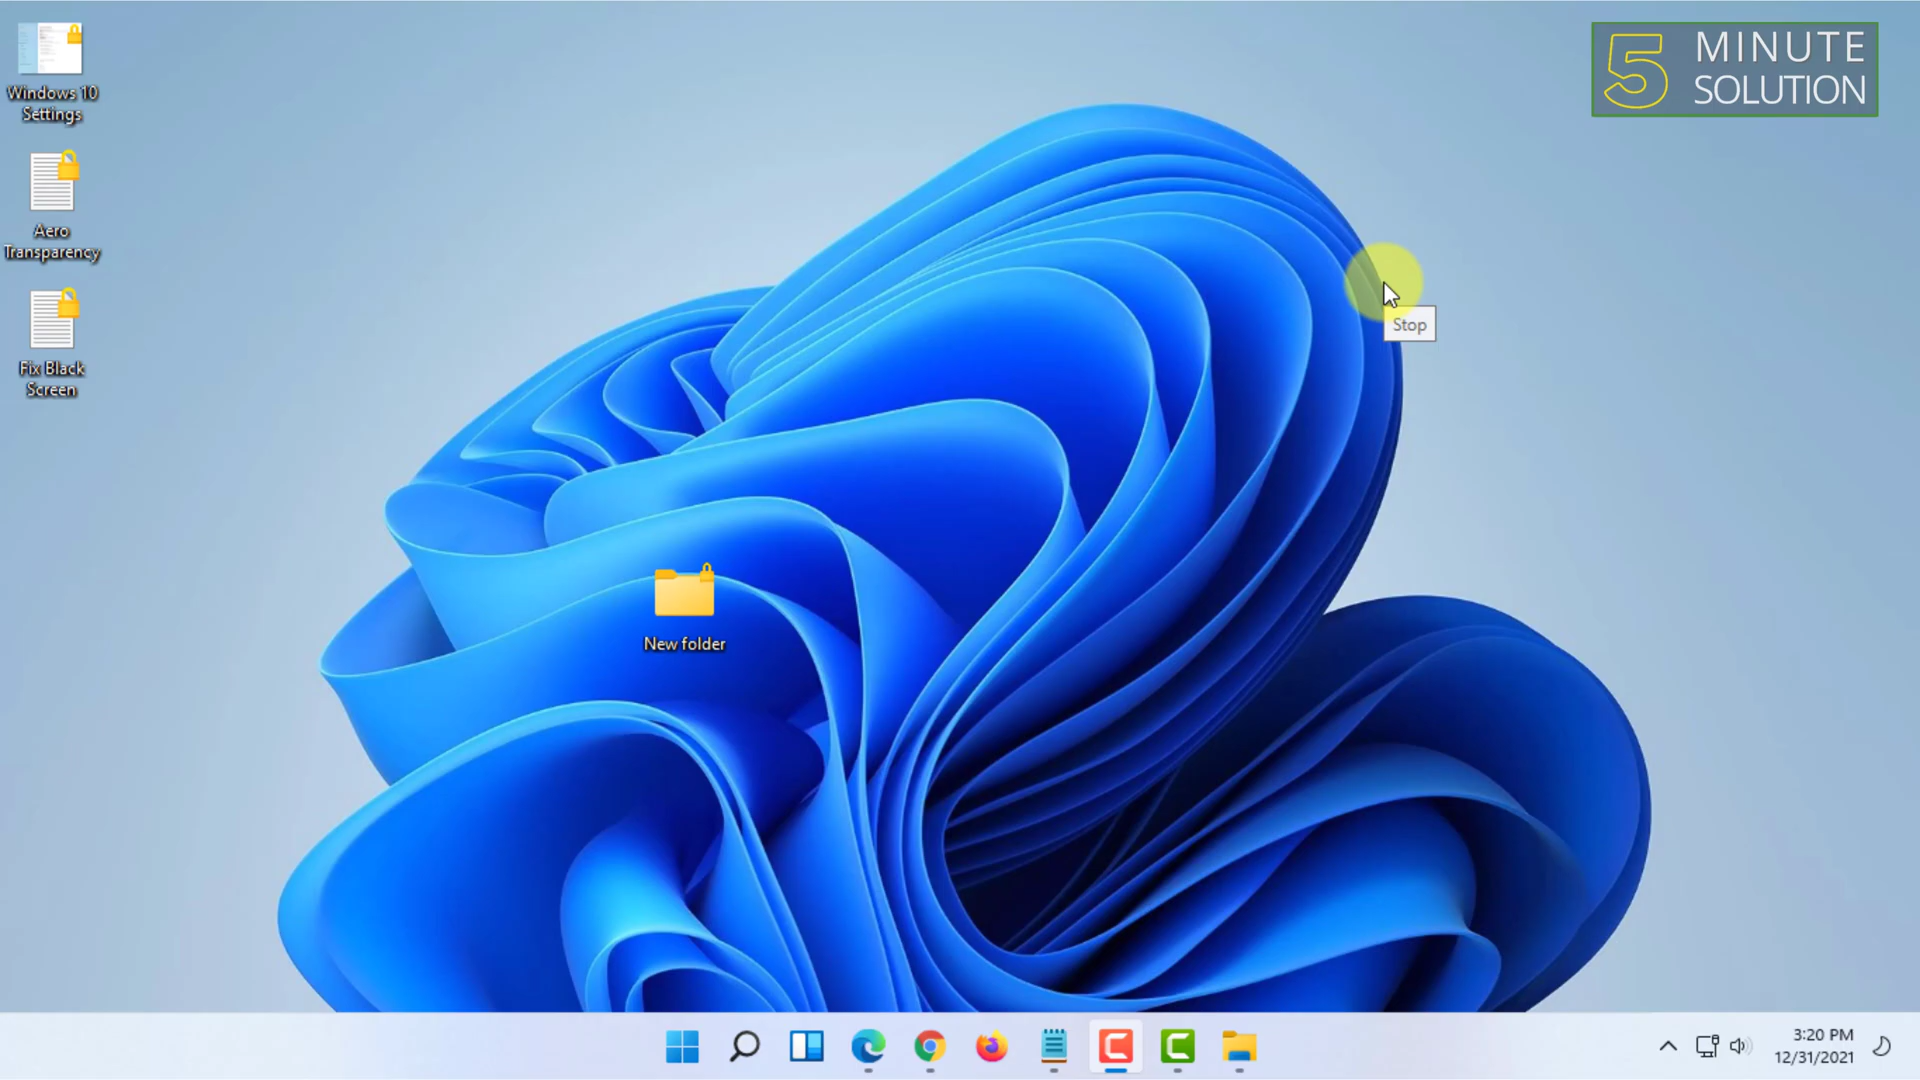 Windows 10
Settings
Aero
Transparency
Fix Black
Screen
New folder
Stop
5 MINUTE
SOLUTION
3:20 PM
12/31/2021